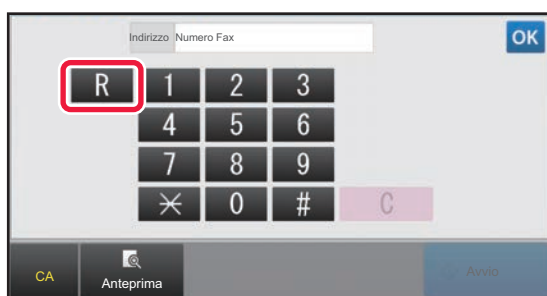 Indirizzo Numero Fax OK
R 1 2 3
4 5 6
7 8 9
* 0 # C
CA Anteprima Avvio